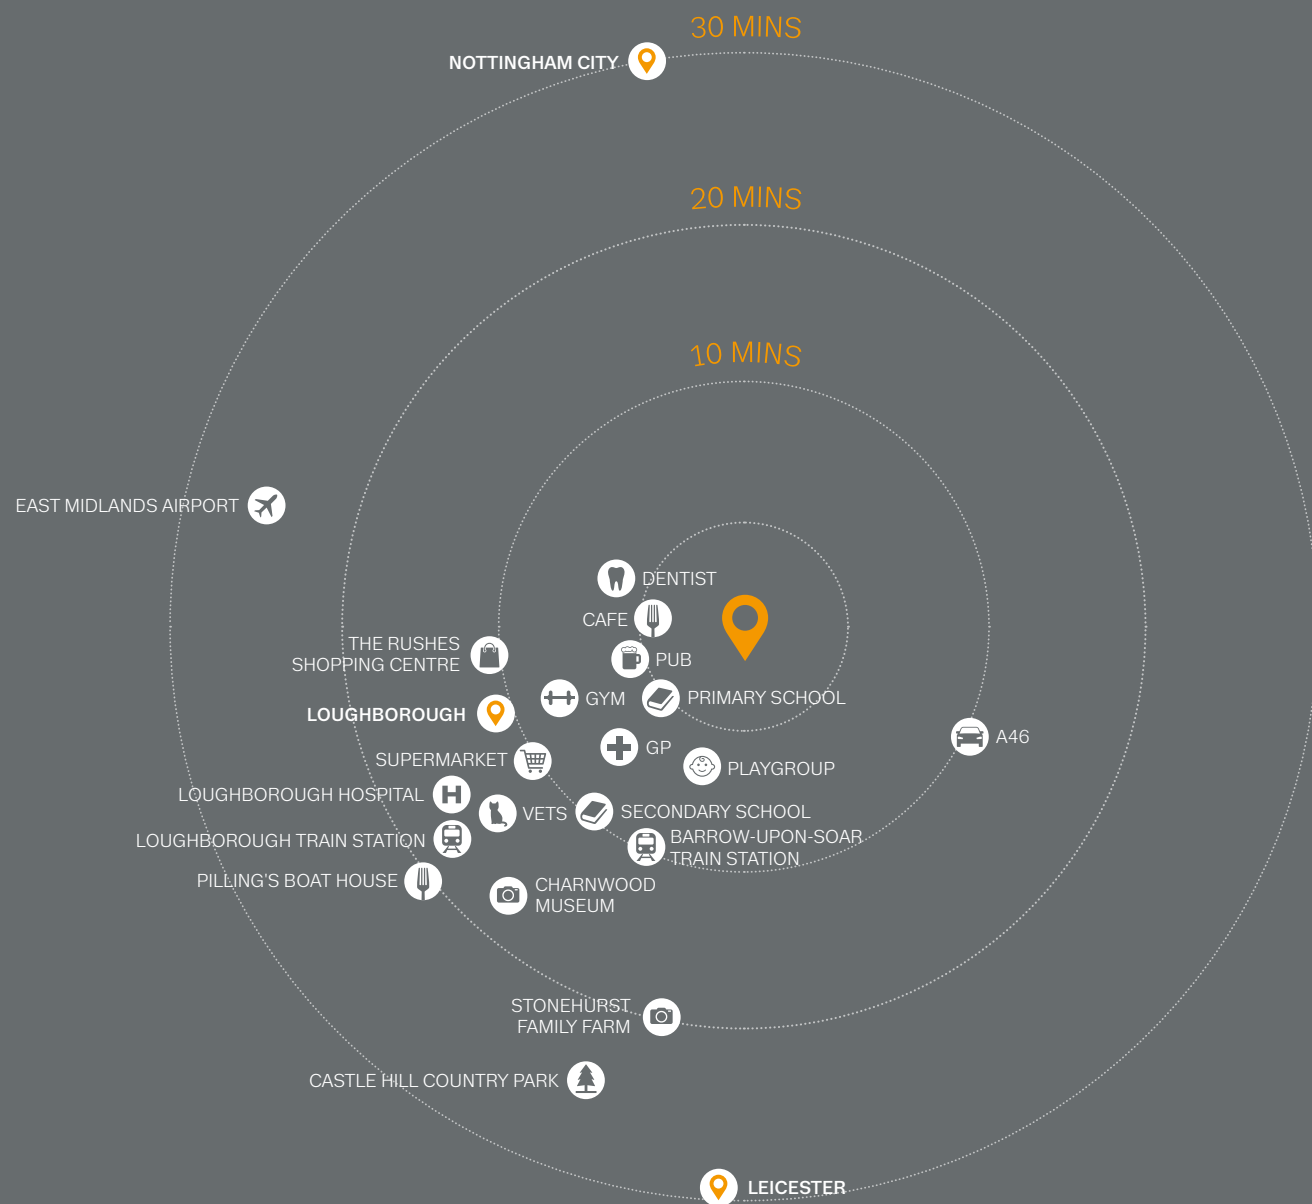 30 MINS
NOTTINGHAM CITY
20 MINS
10 MINS
EAST MIDLANDS AIRPORT
DENTIST
CAFE
THE RUSHES
SHOPPING CENTRE
PUB
GYM
PRIMARY SCHOOL
LOUGHBOROUGH
A46
GP
SUPERMARKET
PLAYGROUP
LOUGHBOROUGH HOSPITAL
H
VETS
SECONDARY SCHOOL
LOUGHBOROUGH TRAIN STATION
BARROW-UPON-SOAR
TRAIN STATION
PILLING'S BOAT HOUSE
CHARNWOOD
MUSEUM
STONEHURST
FAMILY FARM
CASTLE HILL COUNTRY PARK
LEICESTER